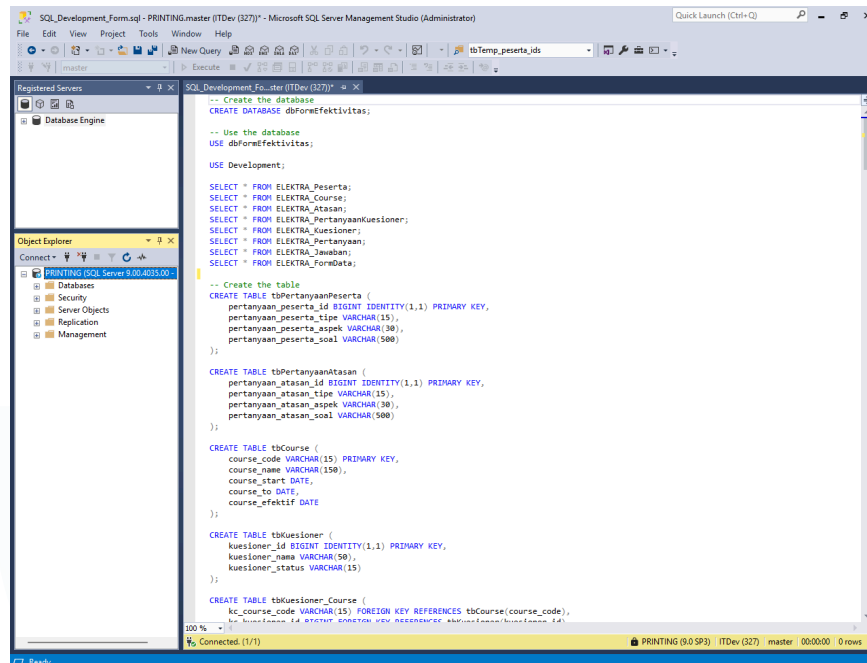 SQL_Development_Form.sql - PRINTING.master (ITDev (327))* - Microsoft SQL Server Management Studio (Administrator)
Quick Launch (Ctrl+Q)
File Edit View Project Tools Window Help
New Query
tbTemp_peserta_ids
master
Execute
Registered Servers
Database Engine
Object Explorer
Connect
PRINTING (SQL Server 9.00.4035.00 -
Databases
Security
Server Objects
Replication
Management
SQL_Development_Fo...ster (ITDev (327))*
-- Create the database
CREATE DATABASE dbFormEfektivitas;
-- Use the database
USE dbFormEfektivitas;
USE Development;
SELECT * FROM ELEKTRA_Peserta;
SELECT * FROM ELEKTRA_Course;
SELECT * FROM ELEKTRA_Atasan;
SELECT * FROM ELEKTRA_PertanyaanKuesioner;
SELECT * FROM ELEKTRA_Kuesioner;
SELECT * FROM ELEKTRA_Pertanyaan;
SELECT * FROM ELEKTRA_Jawaban;
SELECT * FROM ELEKTRA_FormData;
-- Create the table
CREATE TABLE tbPertanyaanPeserta (
pertanyaan_peserta_id BIGINT IDENTITY(1,1) PRIMARY KEY,
pertanyaan_peserta_tipe VARCHAR(15),
pertanyaan_peserta_aspek VARCHAR(30),
pertanyaan_peserta_soal VARCHAR(500)
);
CREATE TABLE tbPertanyaanAtasan (
pertanyaan_atasan_id BIGINT IDENTITY(1,1) PRIMARY KEY,
pertanyaan_atasan_tipe VARCHAR(15),
pertanyaan_atasan_aspek VARCHAR(30),
pertanyaan_atasan_soal VARCHAR(500)
);
CREATE TABLE tbCourse (
course_code VARCHAR(15) PRIMARY KEY,
course_name VARCHAR(150),
course_start DATE,
course_to DATE,
course_efektif DATE
);
CREATE TABLE tbKuesioner (
kuesioner_id BIGINT IDENTITY(1,1) PRIMARY KEY,
kuesioner_nama VARCHAR(50),
kuesioner_status VARCHAR(15)
);
CREATE TABLE tbKuesioner_Course (
kc_course_code VARCHAR(15) FOREIGN KEY REFERENCES tbCourse(course_code),
kc_kuesioner_id BIGINT FOREIGN KEY REFERENCES tbKuesioner(kuesioner_id)
100 %
Connected. (1/1)
PRINTING (9.0 SP3) ITDev (327) master 00:00:00 0 rows
Ready